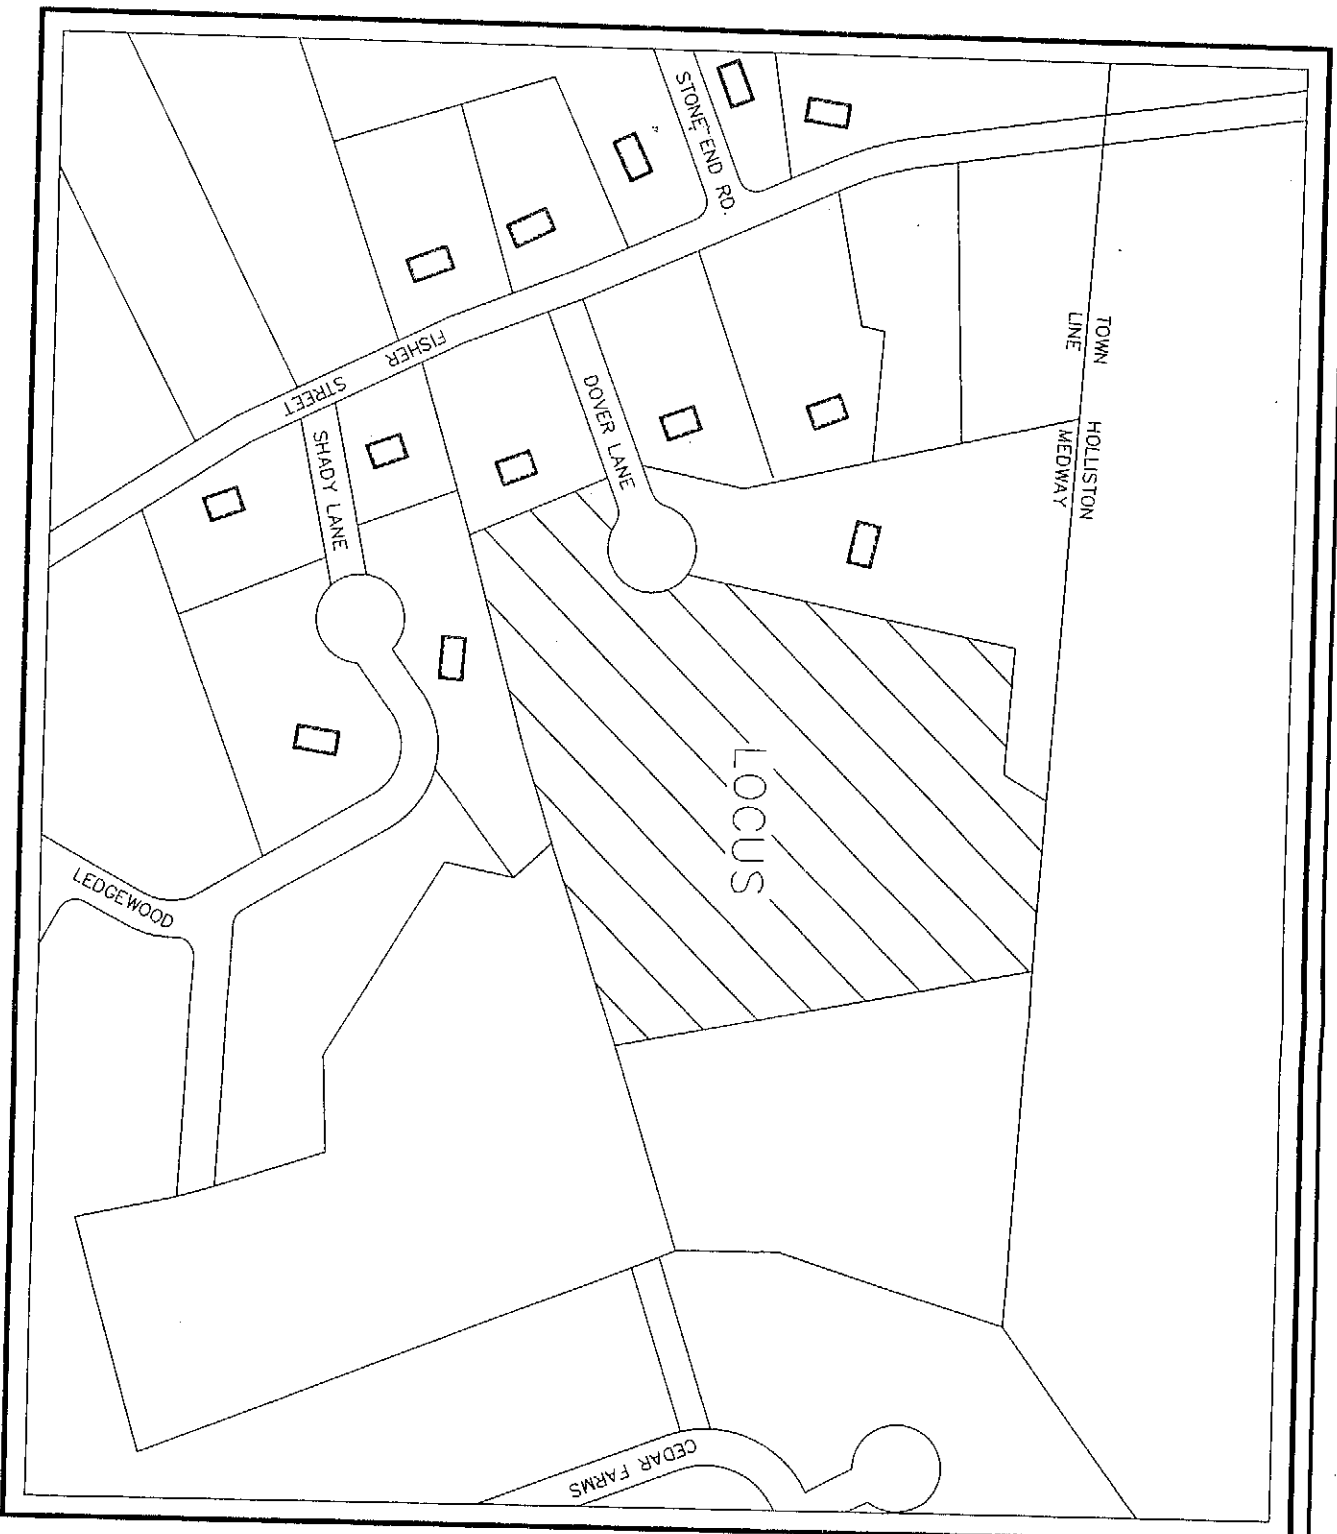 STONE END RD.
TOWN
LINE
HOLLISTON
MEDWAY
FISHER
STREET
DOVER LANE
SHADY LANE
LOCUS
LEDGEWOOD
CEDAR FARMS